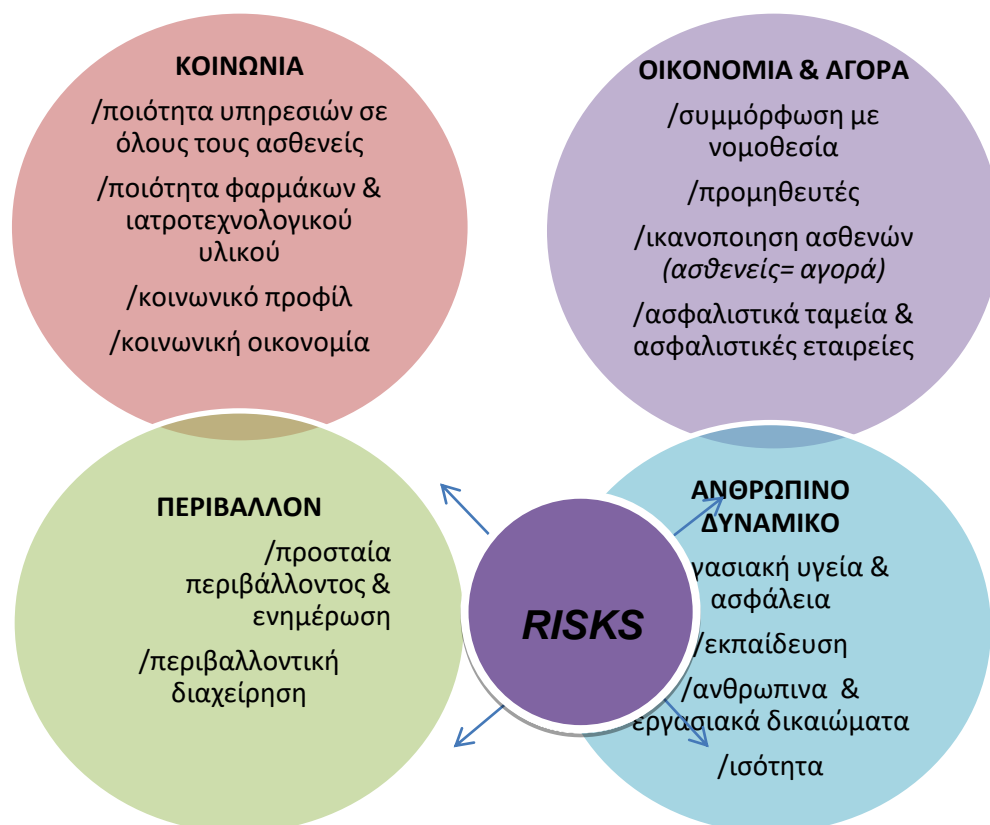 ΚΟΙΝΩΝΙΑ
/ποιότητα υπηρεσιών σε
όλους τους ασθενείς
/ποιότητα φαρμάκων &
ιατροτεχνολογικού
υλικού
/κοινωνικό προφίλ
/κοινωνική οικονομία
ΟΙΚΟΝΟΜΙΑ & ΑΓΟΡΑ
/συμμόρφωση με
νομοθεσία
/προμηθευτές
/ικανοποιηση ασθενών
(ασθενείς= αγορά)
/ασφαλιστικά ταμεία &
ασφαλιστικές εταιρείες
ΠΕΡΙΒΑΛΛΟΝ
/προσταία
περιβάλλοντος &
ενημέρωση
/περιβαλλοντική
διαχείρηση
RISKS
ΑΝΘΡΩΠΙΝΟ
ΔΥΝΑΜΙΚΟ
γασιακή υγεία &
ασφάλεια
/εκπαίδευση
/ανθρωπινα &
εργασιακά δικαιώματα
/ισότητα